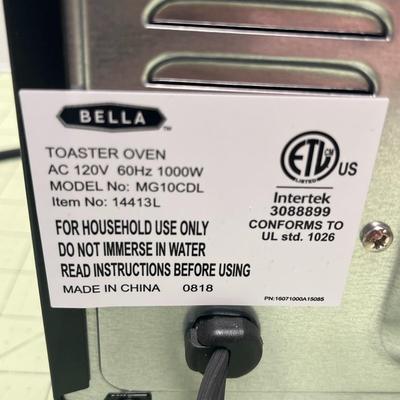 BELLA™
TOASTER OVEN
AC 120V 60Hz 1000W
MODEL No: MG10CDL
Item No: 14413L
FOR HOUSEHOLD USE ONLY
DO NOT IMMERSE IN WATER
READ INSTRUCTIONS BEFORE USING
MADE IN CHINA 0818
ETL CM US
Intertek
3088899
CONFORMS TO
UL std. 1026
PN:16071000A15085